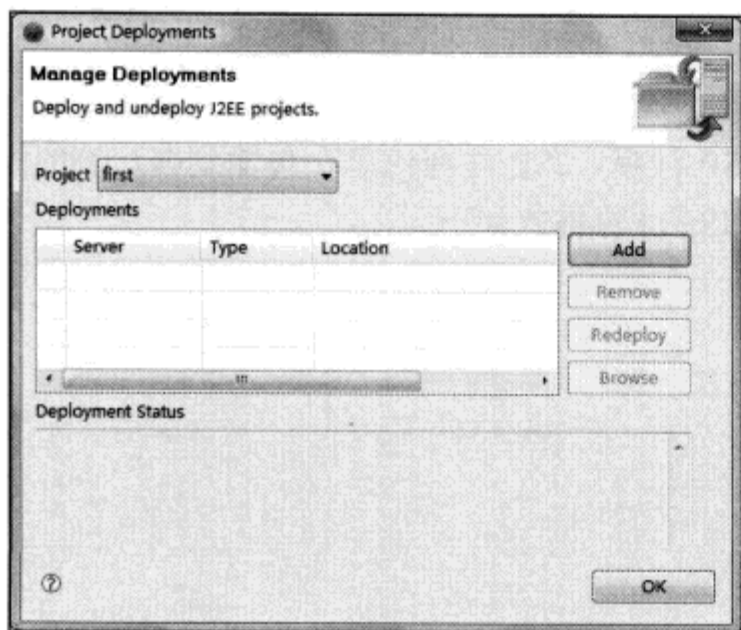 Project Deployments
Manage Deployments
Deploy and undeploy J2EE projects.
Project first
Deployments
Server Type Location
Add
Remove
Redeploy
Browse
Deployment Status
OK